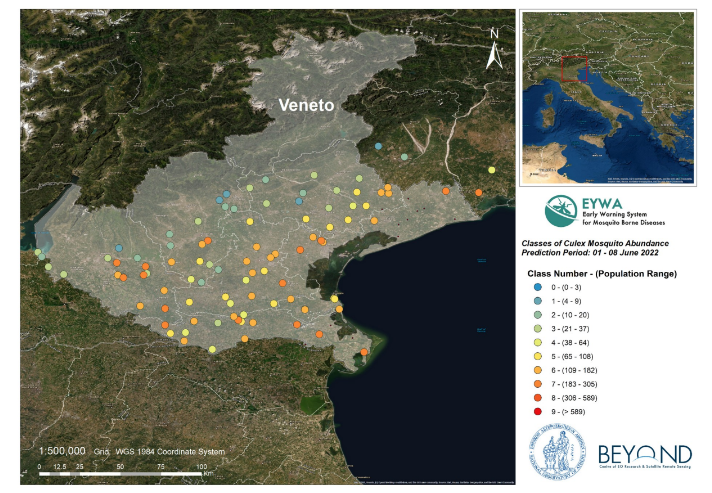 Veneto
N
1:500,000 Grid: WGS 1984 Coordinate System
0 12.5 25 50 75 100
Km
EYWA
Early Warning System
for Mosquito Borne Diseases
Classes of Culex Mosquito Abundance
Prediction Period: 01 - 08 June 2022
Class Number - (Population Range)
0 - (0 - 3)
1 - (4 - 9)
2 - (10 - 20)
3 - (21 - 37)
4 - (38 - 64)
5 - (65 - 108)
6 - (109 - 182)
7 - (183 - 305)
8 - (306 - 589)
9 - (> 589)
BEYOND
Centre of EO Research & Satellite Remote Sensing